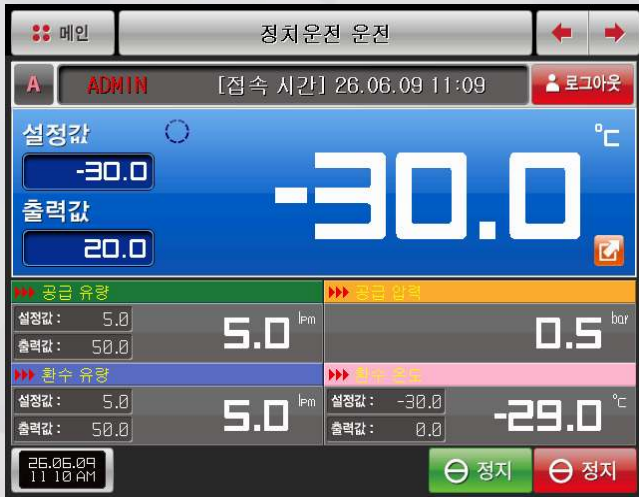 메인
정치운전 운전
A
ADMIN
[접속 시간] 26.06.09 11:09
로그아웃
설정값
-30.0
출력값
20.0
-30.0
℃
공급 유량
설정값 : 5.0
출력값 : 50.0
5.0 lpm
공급 압력
0.5 bar
환수 유량
설정값 : 5.0
출력값 : 50.0
5.0 lpm
환수 온도
설정값 : -30.0
출력값 : 0.0
-29.0 ℃
26.06.09
11 10 AM
정지
정지